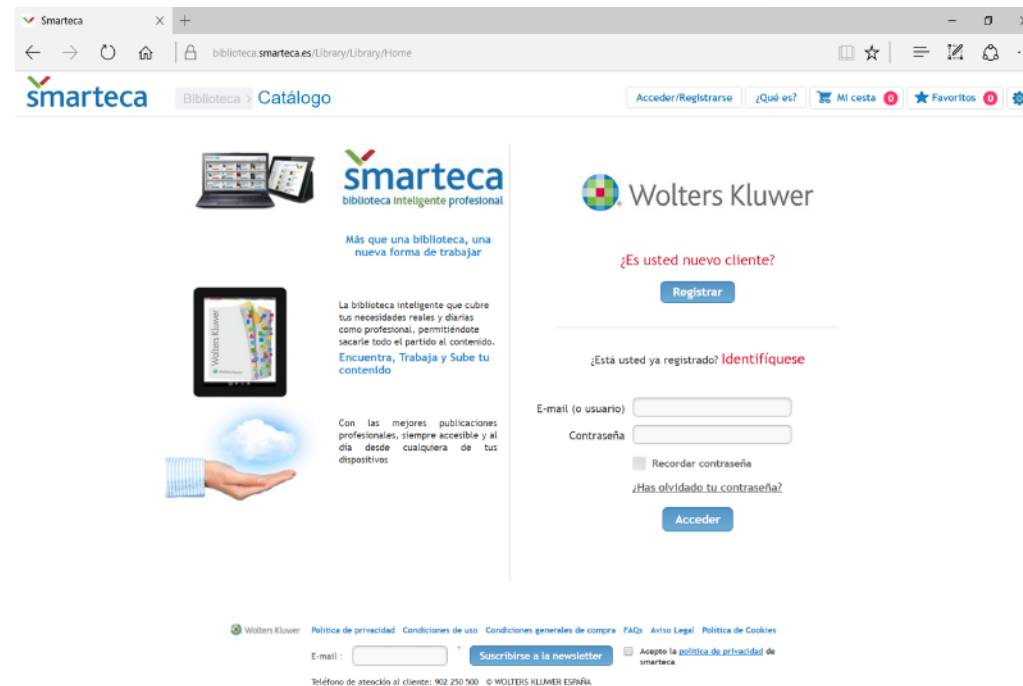 Smarteca
biblioteca.smarteca.es/Library/Library/Home
smarteca
Biblioteca > Catálogo
Acceder/Registrarse
¿Qué es?
Mi cesta 0
Favoritos 0
smarteca
biblioteca inteligente profesional
Más que una biblioteca, una
nueva forma de trabajar
Wolters Kluwer
La biblioteca inteligente que cubre
tus necesidades reales y diarias
como profesional, permitiéndote
sacarle todo el partido al contenido.
Encuentra, Trabaja y Sube tu
contenido
Con las mejores publicaciones
profesionales, siempre accesible y al
día desde cualquiera de tus
dispositivos
Wolters Kluwer
¿Es usted nuevo cliente?
Registrar
¿Está usted ya registrado? Identifíquese
E-mail (o usuario)
Contraseña
Recordar contraseña
¿Has olvidado tu contraseña?
Acceder
Wolters Kluwer Política de privacidad Condiciones de uso Condiciones generales de compra FAQs Aviso Legal Política de Cookies
E-mail : * Suscribirse a la newsletter Acepto la política de privacidad de
smarteca
Teléfono de atención al cliente: 902 250 500 © WOLTERS KLUWER ESPAÑA